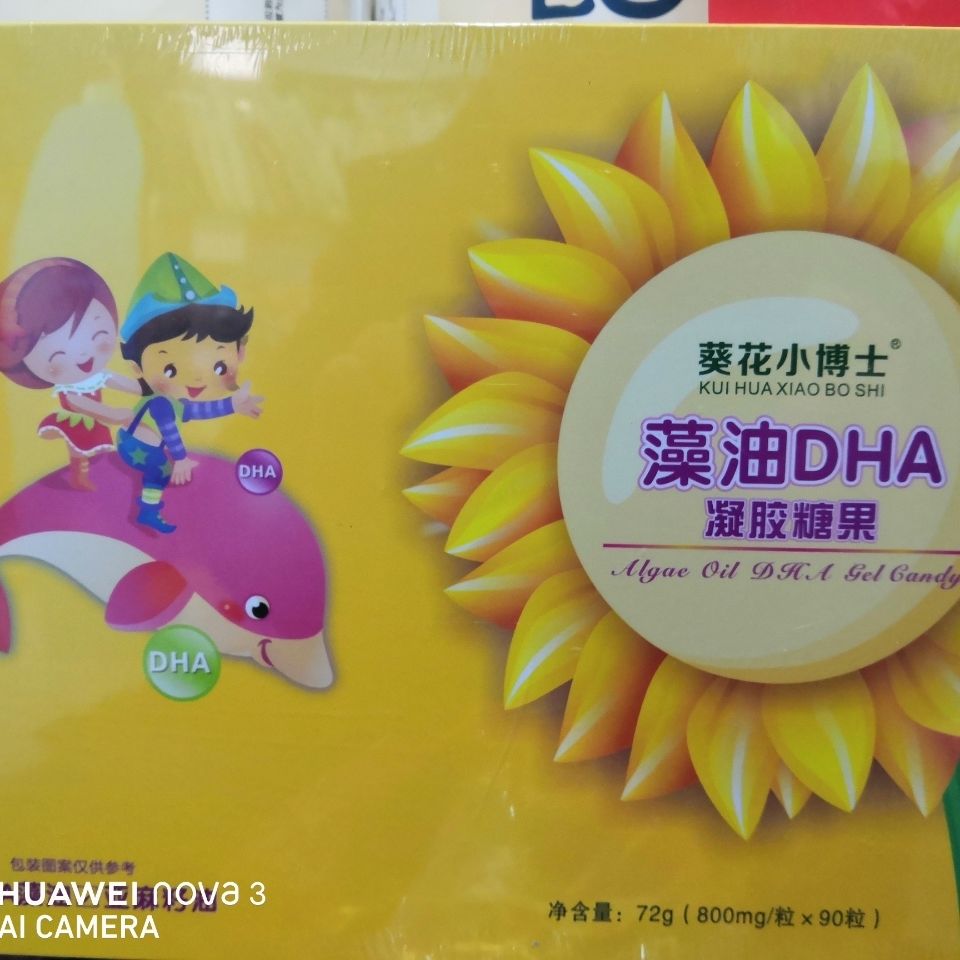 葵花小博士®
KUI HUA XIAO BO SHI
藻油DHA
凝胶糖果
Algae Oil DHA Gel Candy
DHA
DHA
包装图案仅供参考
净含量：72g（800mg/粒×90粒）
HUAWEI nova 3
AI CAMERA